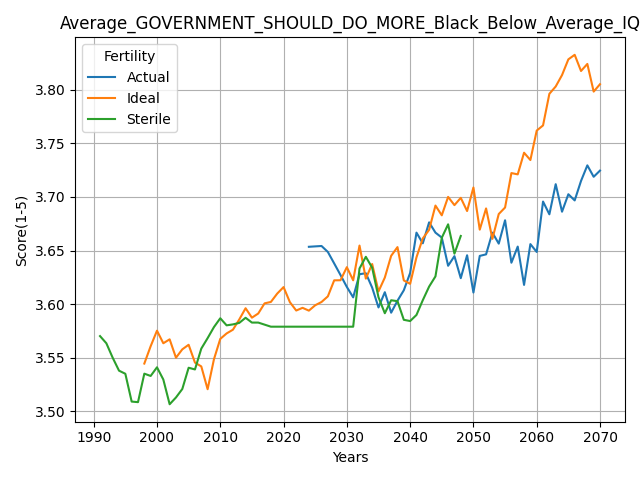 Average_GOVERNMENT_SHOULD_DO_MORE_Black_Below_Average_IQ
Fertility
Actual
Ideal
Sterile
Score(1-5)
3.80
3.75
3.70
3.65
3.60
3.55
3.50
1990 2000 2010 2020 2030 2040 2050 2060 2070
Years